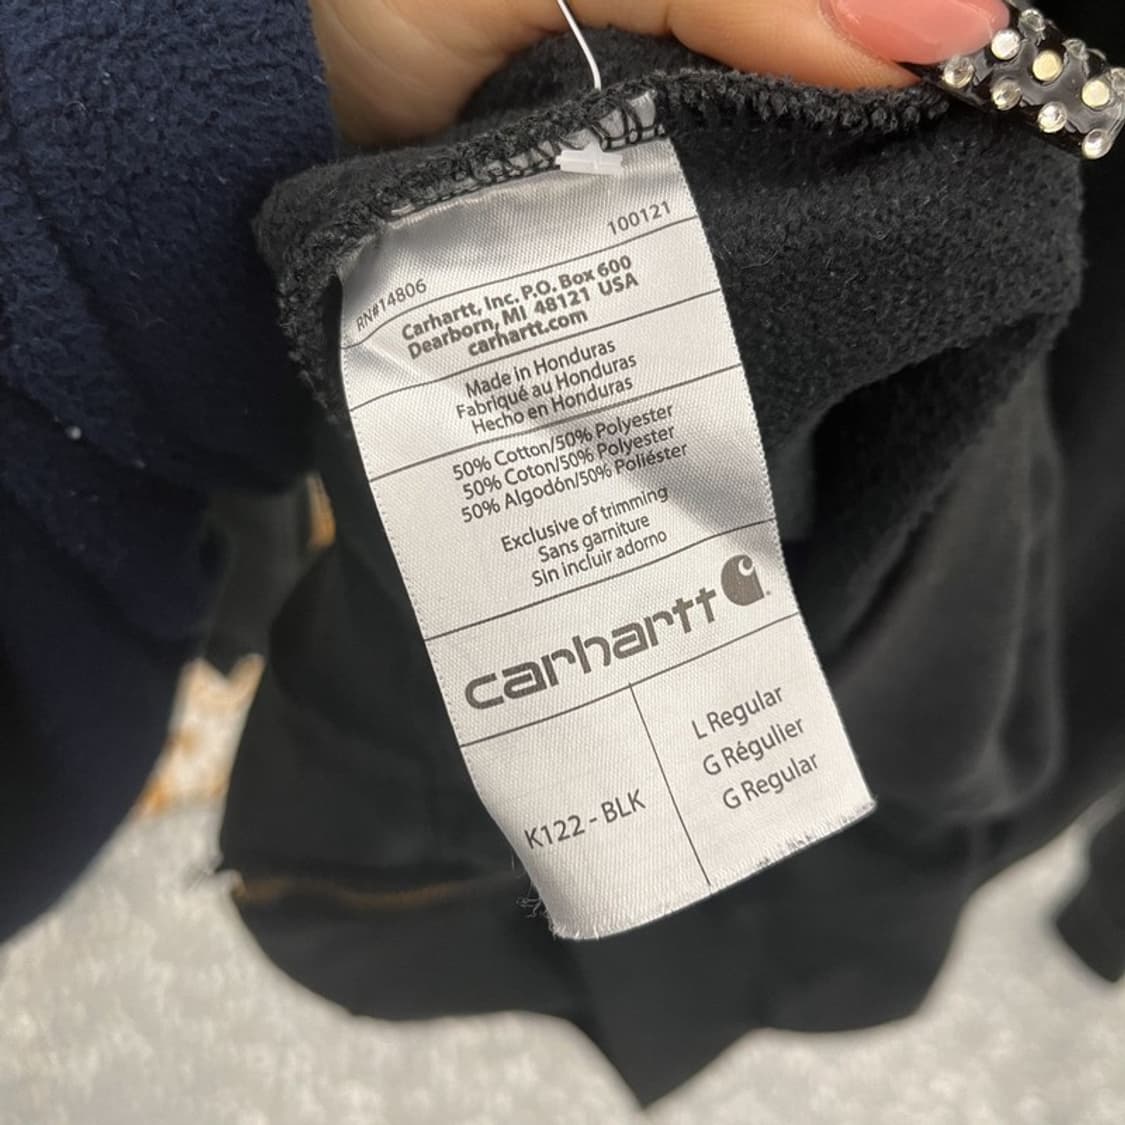 RN#14806 100121
Carhartt, Inc. P.O. Box 600
Dearborn, MI 48121 USA
carhartt.com
Made in Honduras
Fabriqué au Honduras
Hecho en Honduras
50% Cotton/50% Polyester
50% Coton/50% Polyester
50% Algodón/50% Poliéster
Exclusive of trimming
Sans garniture
Sin incluir adorno
carhartt
K122 - BLK
L Regular
G Régulier
G Regular